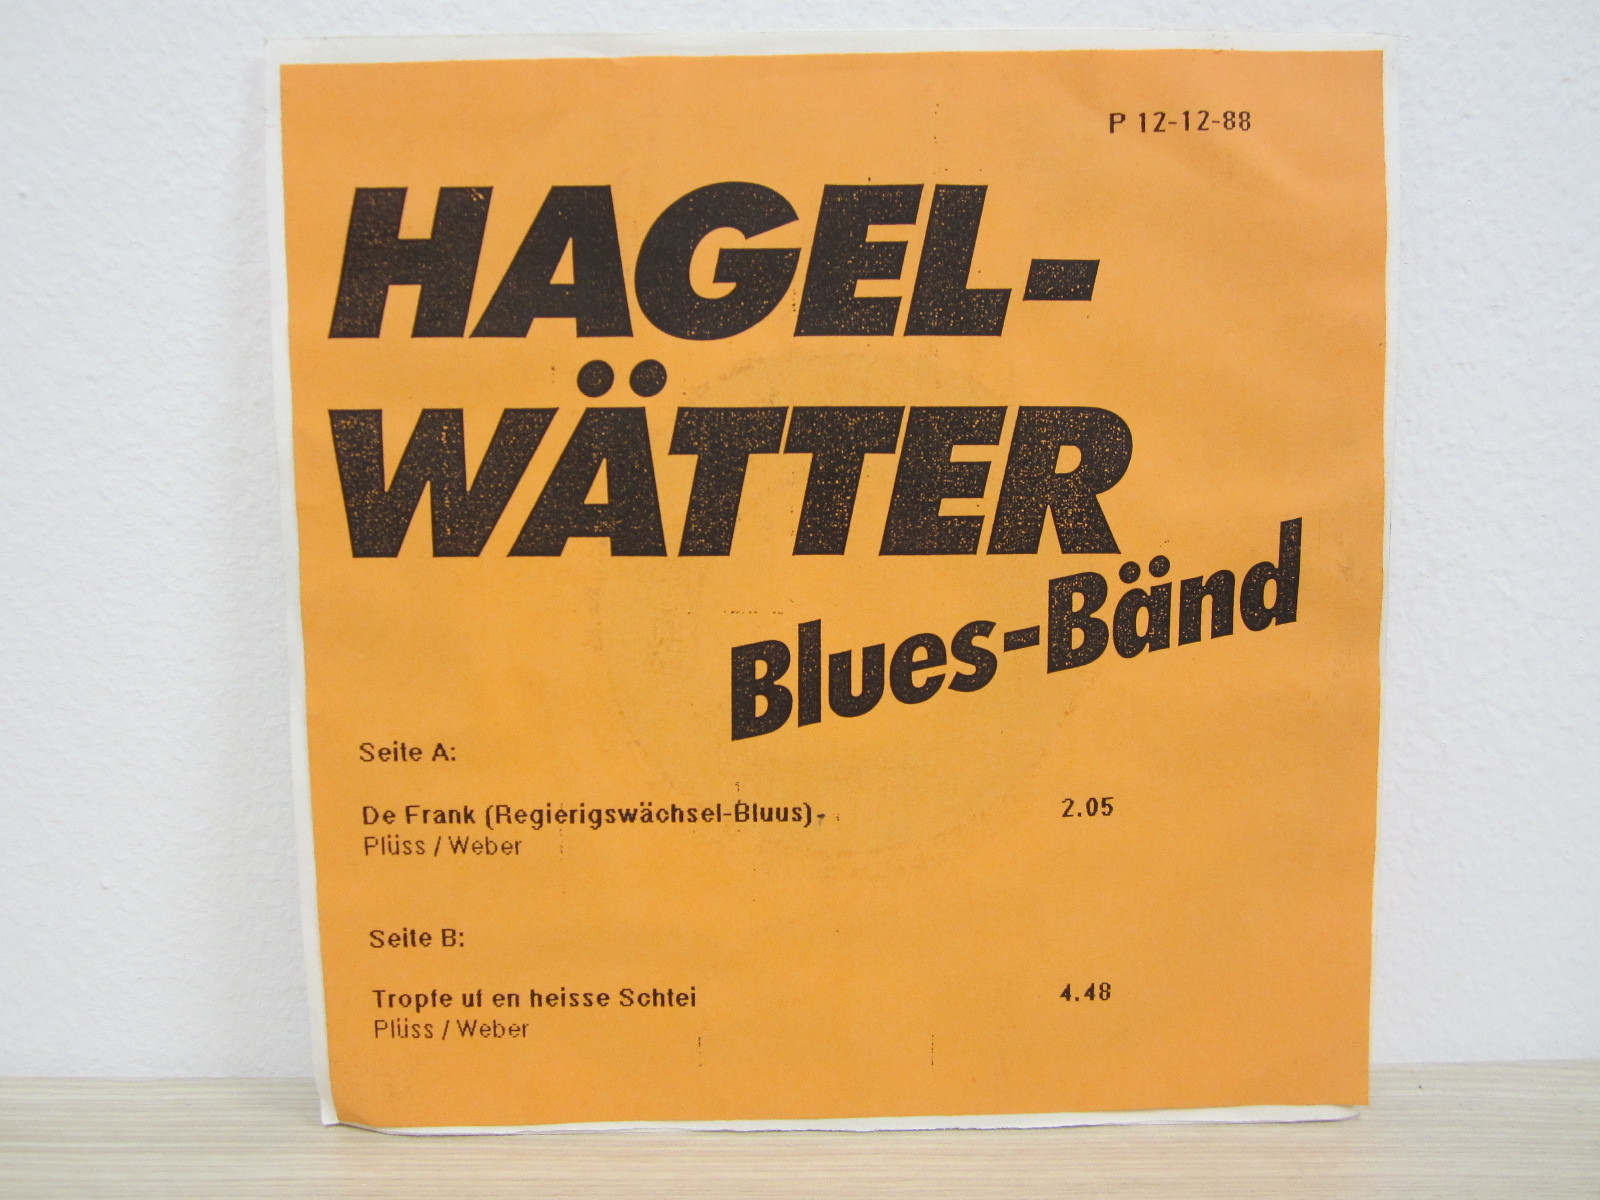 P 12-12-88
HAGEL-
WÄTTER
Blues-Bänd
Seite A:
De Frank (Regierigswächsel-Bluus) 2.05
Plüss / Weber
Seite B:
Tropfe uf en heisse Schtei 4.48
Plüss / Weber